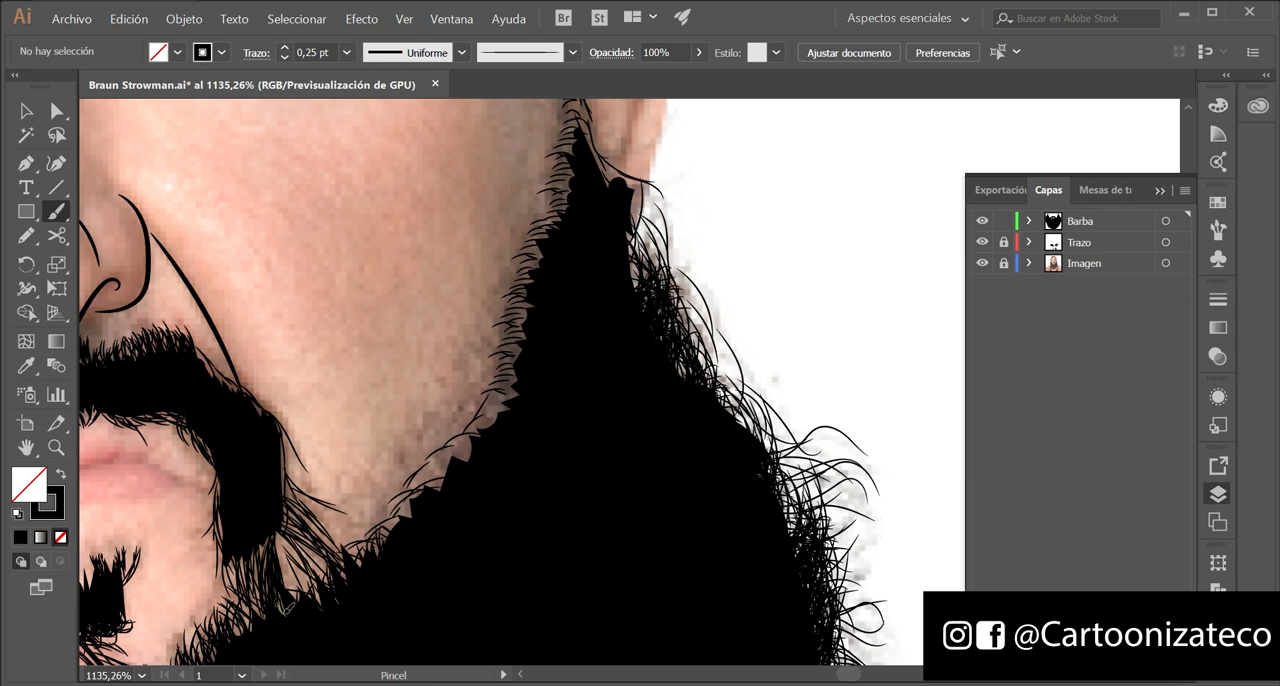 Ai Archivo Edición Objeto Texto Seleccionar Efecto Ver Ventana Ayuda Br St Aspectos esenciales Buscar en Adobe Stock
No hay selección Trazo: 0,25 pt Uniforme Opacidad: 100% Estilo: Ajustar documento Preferencias
Braun Strowman.ai* al 1135,26% (RGB/Previsualización de GPU)
Exportación Capas Mesas de tr
Barba
Trazo
Imagen
@Cartoonizateco
1135,26% 1 Pincel